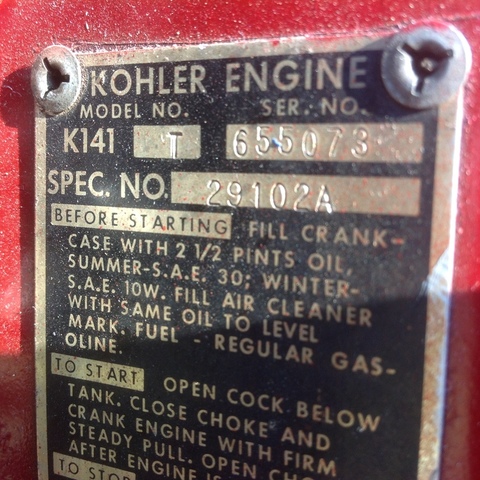 KOHLER ENGINE
MODEL NO. SER. NO.
K141 T 655073
SPEC. NO. 29102A
BEFORE STARTING FILL CRANK-
CASE WITH 2 1/2 PINTS OIL,
SUMMER-S.A.E. 30; WINTER-
S.A.E. 10W. FILL AIR CLEANER
WITH SAME OIL TO LEVEL
MARK. FUEL - REGULAR GAS-
OLINE.
TO START OPEN COCK BELOW
TANK. CLOSE CHOKE AND
CRANK ENGINE WITH FIRM
STEADY PULL. OPEN
AFTER ENGINE IS
TO STOP